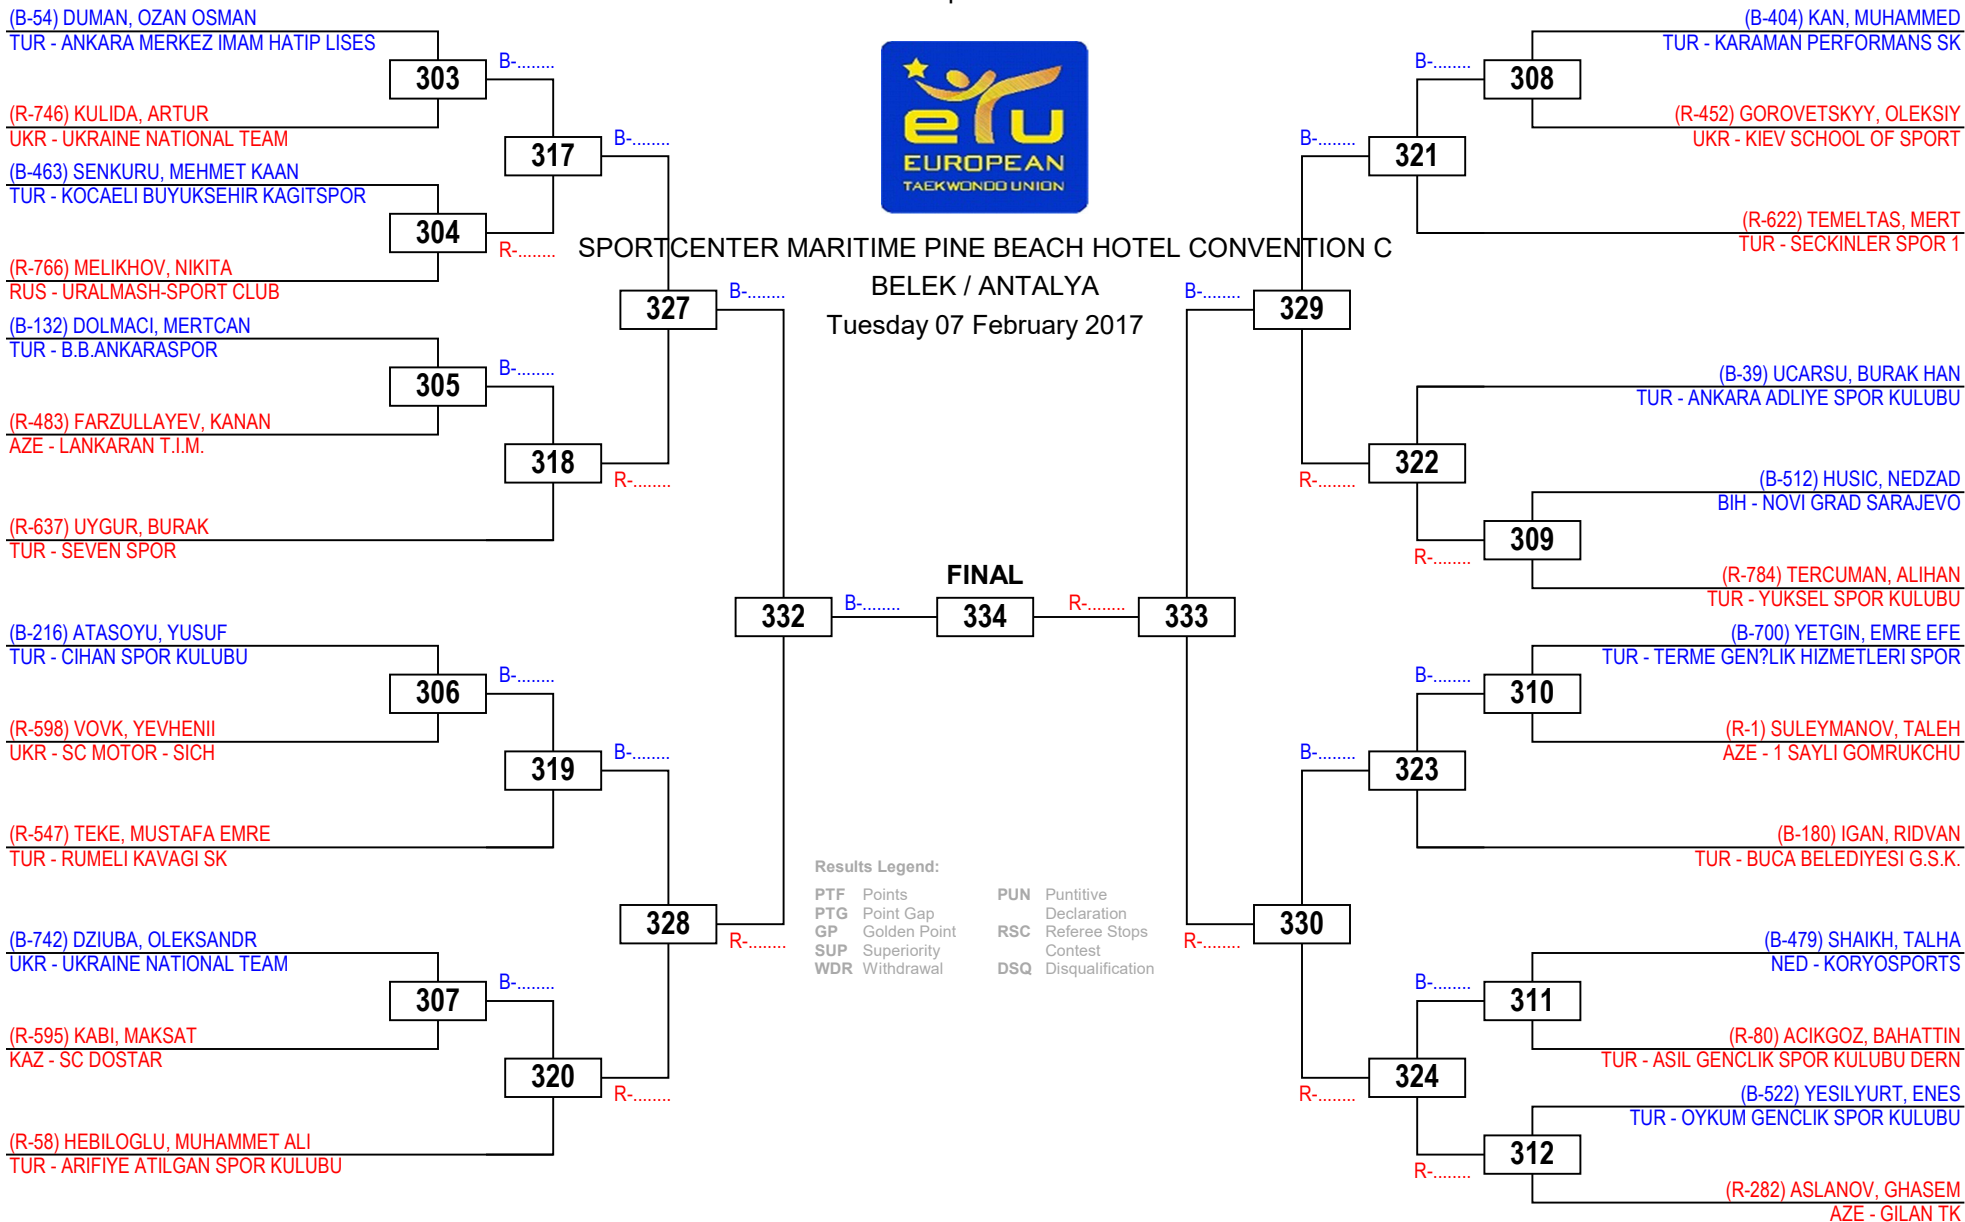 (B-54) DUMAN, OZAN OSMAN
TUR - ANKARA MERKEZ IMAM HATIP LISES
303
B-........
(R-746) KULIDA, ARTUR
UKR - UKRAINE NATIONAL TEAM
317
B-........
(B-463) SENKURU, MEHMET KAAN
TUR - KOCAELI BUYUKSEHIR KAGITSPOR
304
R-........
(R-766) MELIKHOV, NIKITA
RUS - URALMASH-SPORT CLUB
327
B-........
(B-132) DOLMACI, MERTCAN
TUR - B.B.ANKARASPOR
305
B-........
(R-483) FARZULLAYEV, KANAN
AZE - LANKARAN T.I.M.
318
R-........
(R-637) UYGUR, BURAK
TUR - SEVEN SPOR
332
B-........
(B-216) ATASOYU, YUSUF
TUR - CIHAN SPOR KULUBU
306
B-........
(R-598) VOVK, YEVHENII
UKR - SC MOTOR - SICH
319
B-........
(R-547) TEKE, MUSTAFA EMRE
TUR - RUMELI KAVAGI SK
328
R-........
(B-742) DZIUBA, OLEKSANDR
UKR - UKRAINE NATIONAL TEAM
307
B-........
(R-595) KABI, MAKSAT
KAZ - SC DOSTAR
320
R-........
(R-58) HEBILOGLU, MUHAMMET ALI
TUR - ARIFIYE ATILGAN SPOR KULUBU
eTU
EUROPEAN
TAEKWONDO UNION
SPORTCENTER MARITIME PINE BEACH HOTEL CONVENTION C
BELEK / ANTALYA
Tuesday 07 February 2017
FINAL
334
Results Legend:
PTF Points
PTG Point Gap
GP Golden Point
SUP Superiority
WDR Withdrawal
PUN Puntitive
Declaration
RSC Referee Stops
Contest
DSQ Disqualification
(B-404) KAN, MUHAMMED
TUR - KARAMAN PERFORMANS SK
B-........
308
(R-452) GOROVETSKYY, OLEKSIY
UKR - KIEV SCHOOL OF SPORT
B-........
321
(R-622) TEMELTAS, MERT
TUR - SECKINLER SPOR 1
B-........
329
(B-39) UCARSU, BURAK HAN
TUR - ANKARA ADLIYE SPOR KULUBU
R-........
322
(B-512) HUSIC, NEDZAD
BIH - NOVI GRAD SARAJEVO
R-........
309
(R-784) TERCUMAN, ALIHAN
TUR - YUKSEL SPOR KULUBU
R-........
333
(B-700) YETGIN, EMRE EFE
TUR - TERME GEN?LIK HIZMETLERI SPOR
B-........
310
(R-1) SULEYMANOV, TALEH
AZE - 1 SAYLI GOMRUKCHU
B-........
323
(B-180) IGAN, RIDVAN
TUR - BUCA BELEDIYESI G.S.K.
R-........
330
(B-479) SHAIKH, TALHA
NED - KORYOSPORTS
B-........
311
(R-80) ACIKGOZ, BAHATTIN
TUR - ASIL GENCLIK SPOR KULUBU DERN
R-........
324
(B-522) YESILYURT, ENES
TUR - OYKUM GENCLIK SPOR KULUBU
R-........
312
(R-282) ASLANOV, GHASEM
AZE - GILAN TK